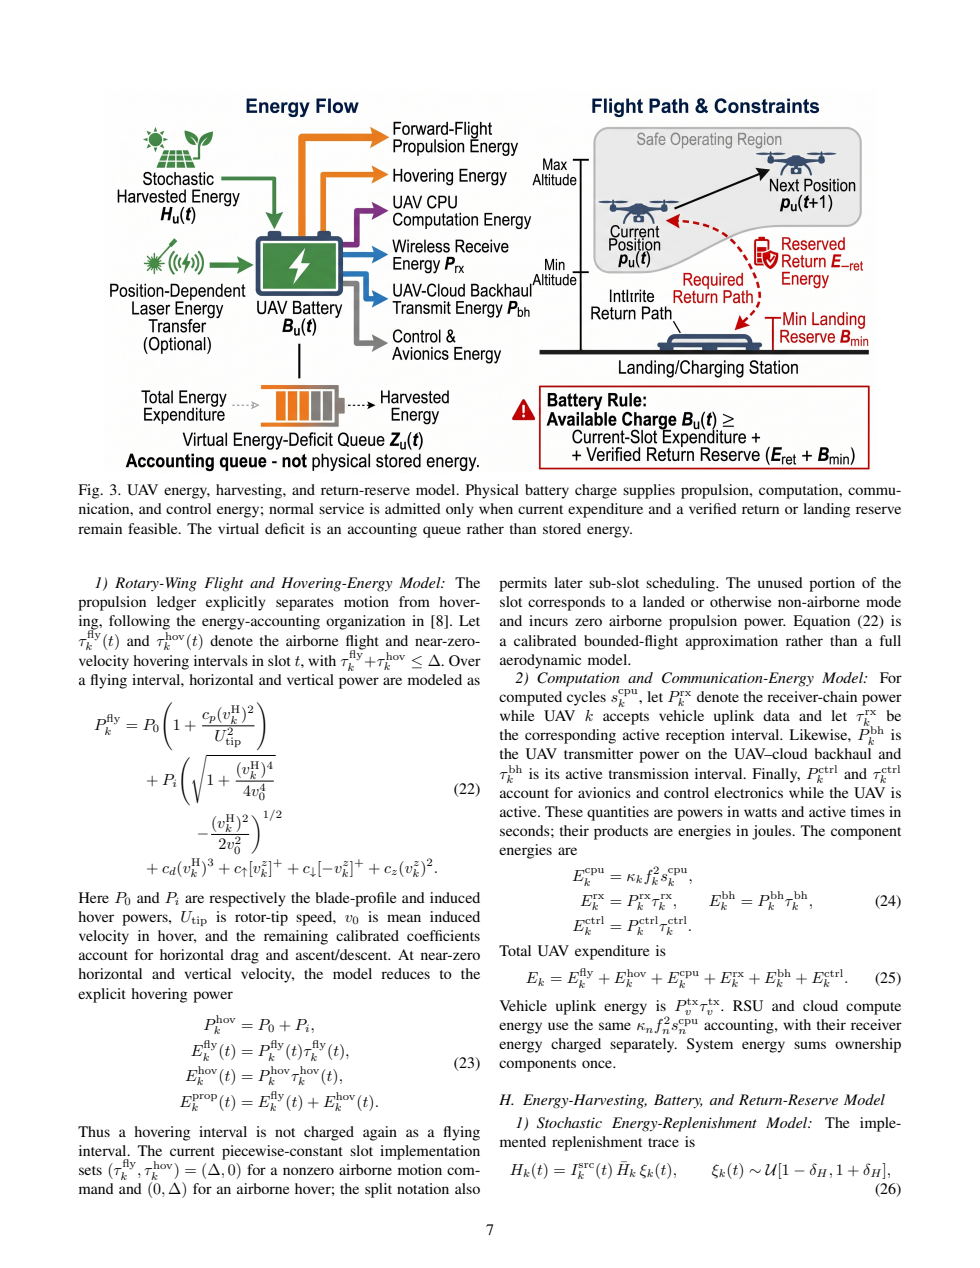 Energy Flow
Stochastic
Harvested Energy
H_u(t)
Position-Dependent
Laser Energy
Transfer
(Optional)
UAV Battery
B_u(t)
Forward-Flight
Propulsion Energy
Hovering Energy
UAV CPU
Computation Energy
Wireless Receive
Energy P_rx
UAV-Cloud Backhaul
Transmit Energy P_bh
Control &
Avionics Energy
Total Energy
Expenditure
Harvested
Energy
Virtual Energy-Deficit Queue Z_u(t)
Accounting queue - not physical stored energy.
Flight Path & Constraints
Safe Operating Region
Max
Altitude
Min
Altitude
Next Position
p_u(t+1)
Current
Position
p_u(t)
Reserved
Return E_–ret
Energy
Required
Return Path
Intlırite
Return Path
Min Landing
Reserve B_min
Landing/Charging Station
Battery Rule:
Available Charge B_u(t) ≥
Current-Slot Expenditure +
+ Verified Return Reserve (E_ret + B_min)
Fig. 3. UAV energy, harvesting, and return-reserve model. Physical battery charge supplies propulsion, computation, commu-
nication, and control energy; normal service is admitted only when current expenditure and a verified return or landing reserve
remain feasible. The virtual deficit is an accounting queue rather than stored energy.
1) Rotary-Wing Flight and Hovering-Energy Model: The
propulsion ledger explicitly separates motion from hover-
ing, following the energy-accounting organization in [8]. Let
τ_k^fly(t) and τ_k^hov(t) denote the airborne flight and near-zero-
velocity hovering intervals in slot t, with τ_k^fly+τ_k^hov ≤ Δ. Over
a flying interval, horizontal and vertical power are modeled as
P_k^fly = P_0(1 + c_p(v_k^H)^2 / U_tip^2)
+ P_i(√(1 + (v_k^H)^4 / 4v_0^4)
− (v_k^H)^2 / 2v_0^2)^1/2
(22)
+ c_d(v_k^H)^3 + c_↑[v_k^z]^+ + c_↓[−v_k^z]^+ + c_z(v_k^z)^2.
Here P_0 and P_i are respectively the blade-profile and induced
hover powers, U_tip is rotor-tip speed, v_0 is mean induced
velocity in hover, and the remaining calibrated coefficients
account for horizontal drag and ascent/descent. At near-zero
horizontal and vertical velocity, the model reduces to the
explicit hovering power
P_k^hov = P_0 + P_i,
E_k^fly(t) = P_k^fly(t)τ_k^fly(t),
E_k^hov(t) = P_k^hov τ_k^hov(t),
(23)
E_k^prop(t) = E_k^fly(t) + E_k^hov(t).
Thus a hovering interval is not charged again as a flying
interval. The current piecewise-constant slot implementation
sets (τ_k^fly, τ_k^hov) = (Δ, 0) for a nonzero airborne motion com-
mand and (0, Δ) for an airborne hover; the split notation also
permits later sub-slot scheduling. The unused portion of the
slot corresponds to a landed or otherwise non-airborne mode
and incurs zero airborne propulsion power. Equation (22) is
a calibrated bounded-flight approximation rather than a full
aerodynamic model.
2) Computation and Communication-Energy Model: For
computed cycles s_k^cpu, let P_k^rx denote the receiver-chain power
while UAV k accepts vehicle uplink data and let τ_k^rx be
the corresponding active reception interval. Likewise, P_k^bh is
the UAV transmitter power on the UAV–cloud backhaul and
τ_k^bh is its active transmission interval. Finally, P_k^ctrl and τ_k^ctrl
account for avionics and control electronics while the UAV is
active. These quantities are powers in watts and active times in
seconds; their products are energies in joules. The component
energies are
E_k^cpu = κ_k f_k^2 s_k^cpu,
E_k^rx = P_k^rx τ_k^rx, E_k^bh = P_k^bh τ_k^bh, (24)
E_k^ctrl = P_k^ctrl τ_k^ctrl.
Total UAV expenditure is
E_k = E_k^fly + E_k^hov + E_k^cpu + E_k^rx + E_k^bh + E_k^ctrl. (25)
Vehicle uplink energy is P_v^tx τ_v^tx. RSU and cloud compute
energy use the same κ_n f_n^2 s_n^cpu accounting, with their receiver
energy charged separately. System energy sums ownership
components once.
H. Energy-Harvesting, Battery, and Return-Reserve Model
1) Stochastic Energy-Replenishment Model: The imple-
mented replenishment trace is
H_k(t) = I_k^src(t) H̄_k ξ_k(t), ξ_k(t) ∼ 𝒰[1 − δ_H, 1 + δ_H],
(26)
7